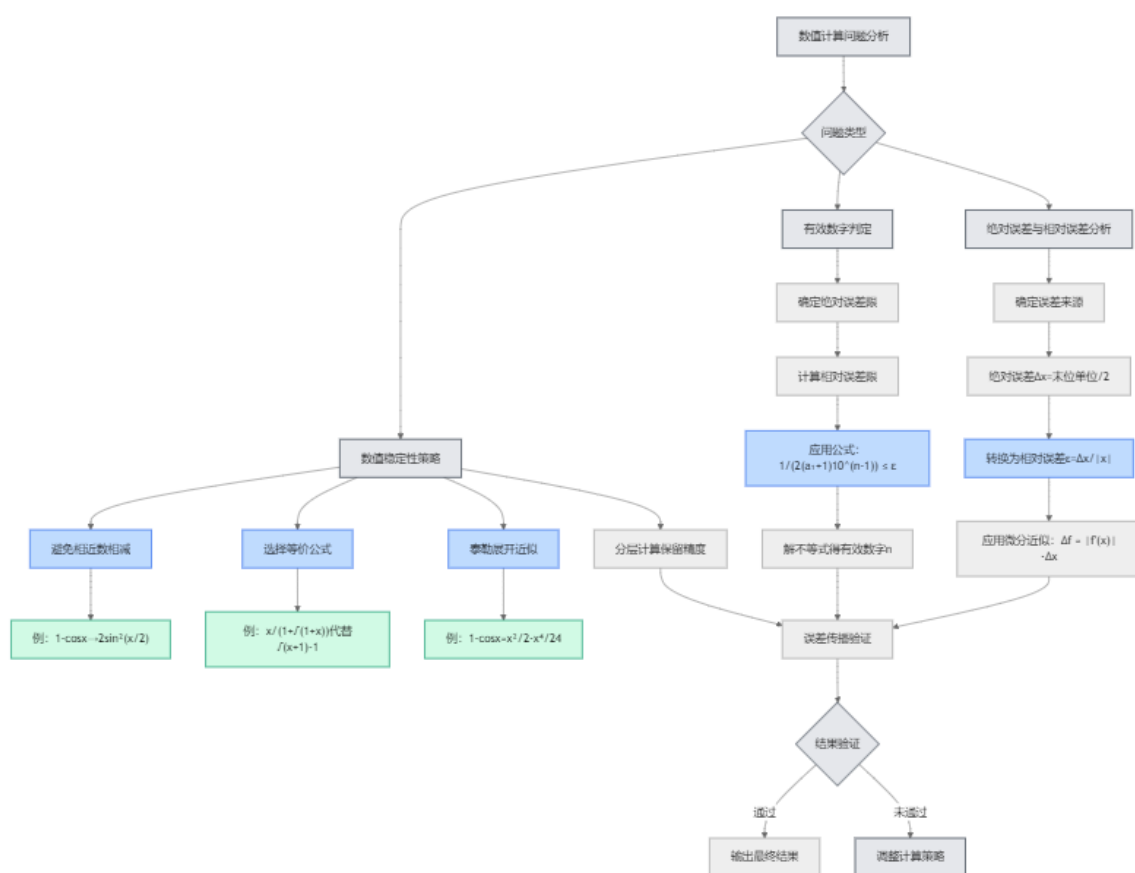 数值计算问题分析
问题类型
有效数字判定
绝对误差与相对误差分析
确定绝对误差限
确定误差来源
计算相对误差限
绝对误差Δx=末位单位/2
数值稳定性策略
应用公式：
1/(2(a₁+1)10^(n-1)) ≤ ε
转换为相对误差ε=Δx/|x|
避免相近数相减
选择等价公式
泰勒展开近似
分层计算保留精度
解不等式得有效数字n
应用微分近似：Δf ≈ |f'(x)|
·Δx
例：1-cosx→2sin²(x/2)
例：x/(1+√(1+x))代替
√(x+1)-1
例：1-cosx≈x²/2-x⁴/24
误差传播验证
结果验证
通过
未通过
输出最终结果
调整计算策略